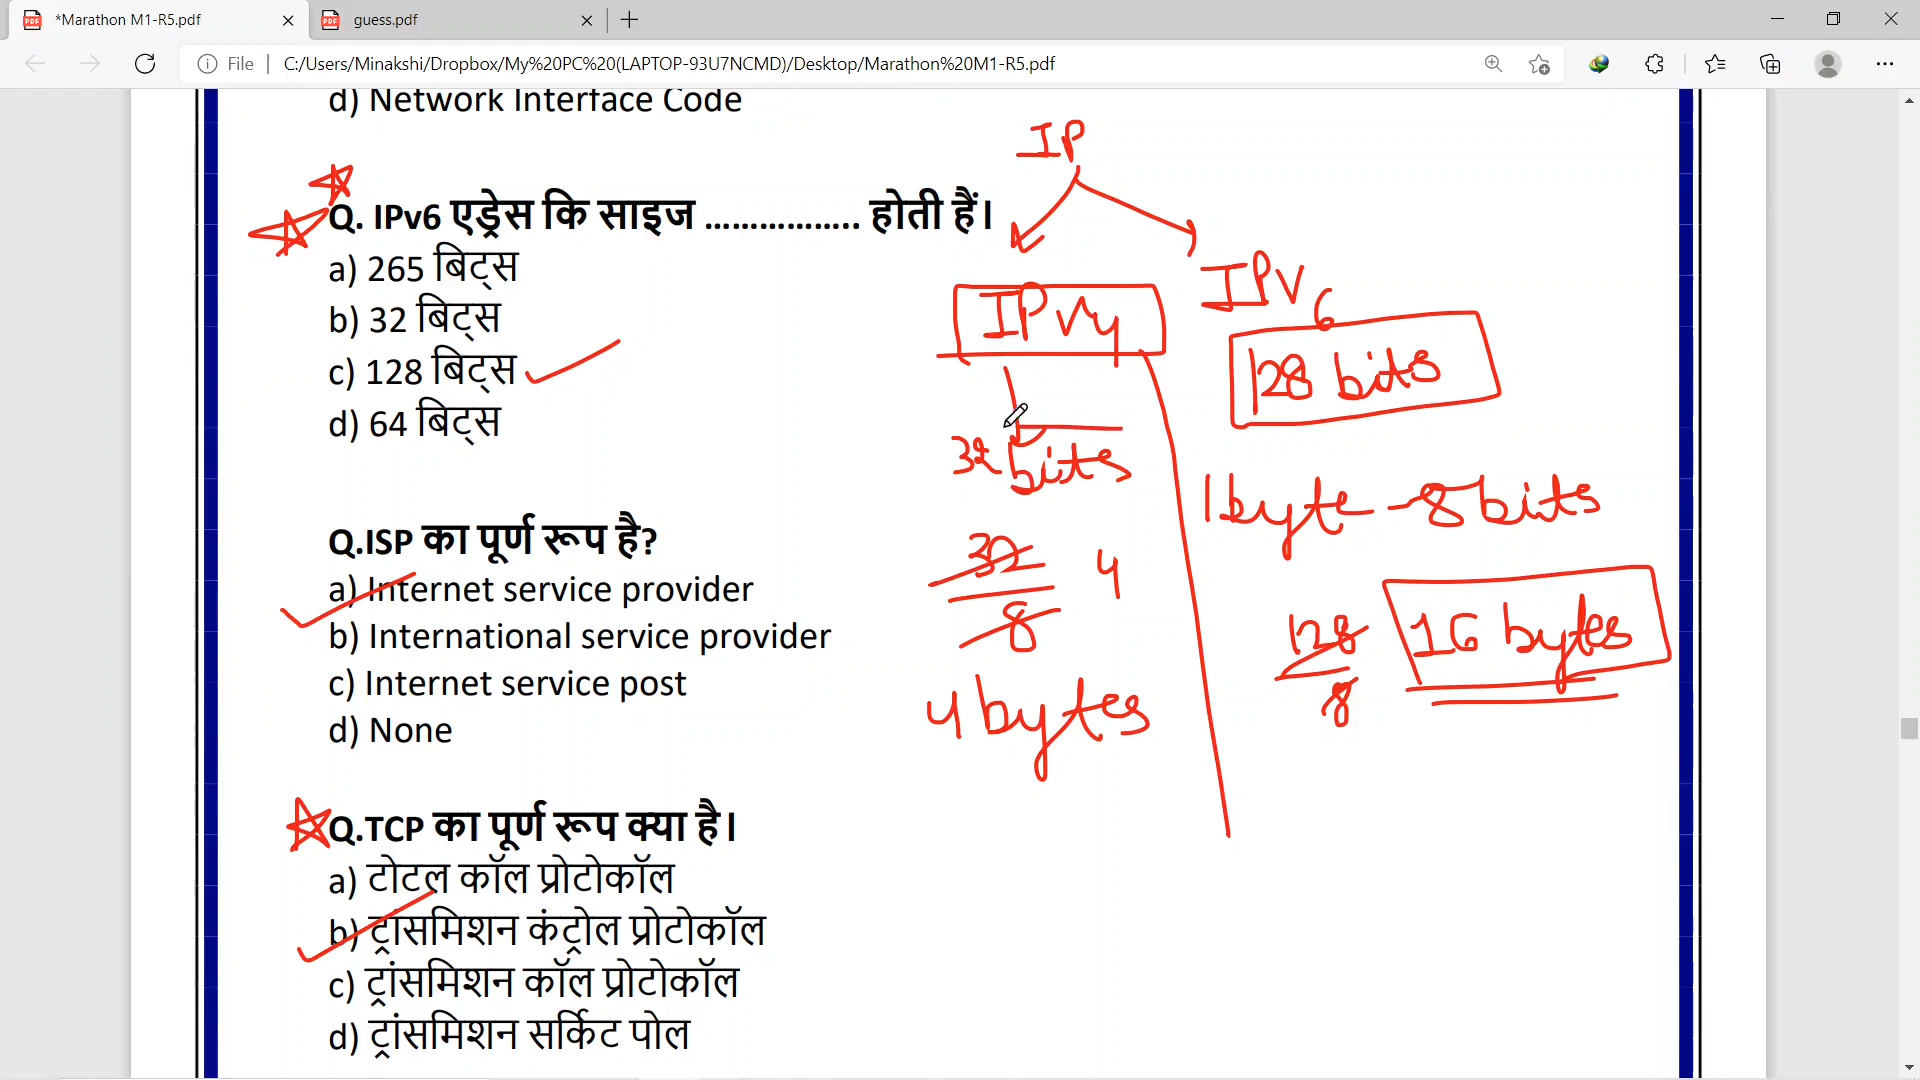 *Marathon M1-R5.pdf
guess.pdf
File
C:/Users/Minakshi/Dropbox/My%20PC%20(LAPTOP-93U7NCMD)/Desktop/Marathon%20M1-R5.pdf
d) Network Interface Code
Q. IPv6 एड्रेस कि साइज …………….. होती हैं।
a) 265 बिट्स
b) 32 बिट्स
c) 128 बिट्स
d) 64 बिट्स
Q.ISP का पूर्ण रूप है?
a) Internet service provider
b) International service provider
c) Internet service post
d) None
Q.TCP का पूर्ण रूप क्या है।
a) टोटल कॉल प्रोटोकॉल
b) ट्रांसमिशन कंट्रोल प्रोटोकॉल
c) ट्रांसमिशन कॉल प्रोटोकॉल
d) ट्रांसमिशन सर्किट पोल
IP
IPv4
32 bits
32
8
4
4 bytes
IPv6
128 bits
1 byte - 8 bits
128
8
16 bytes